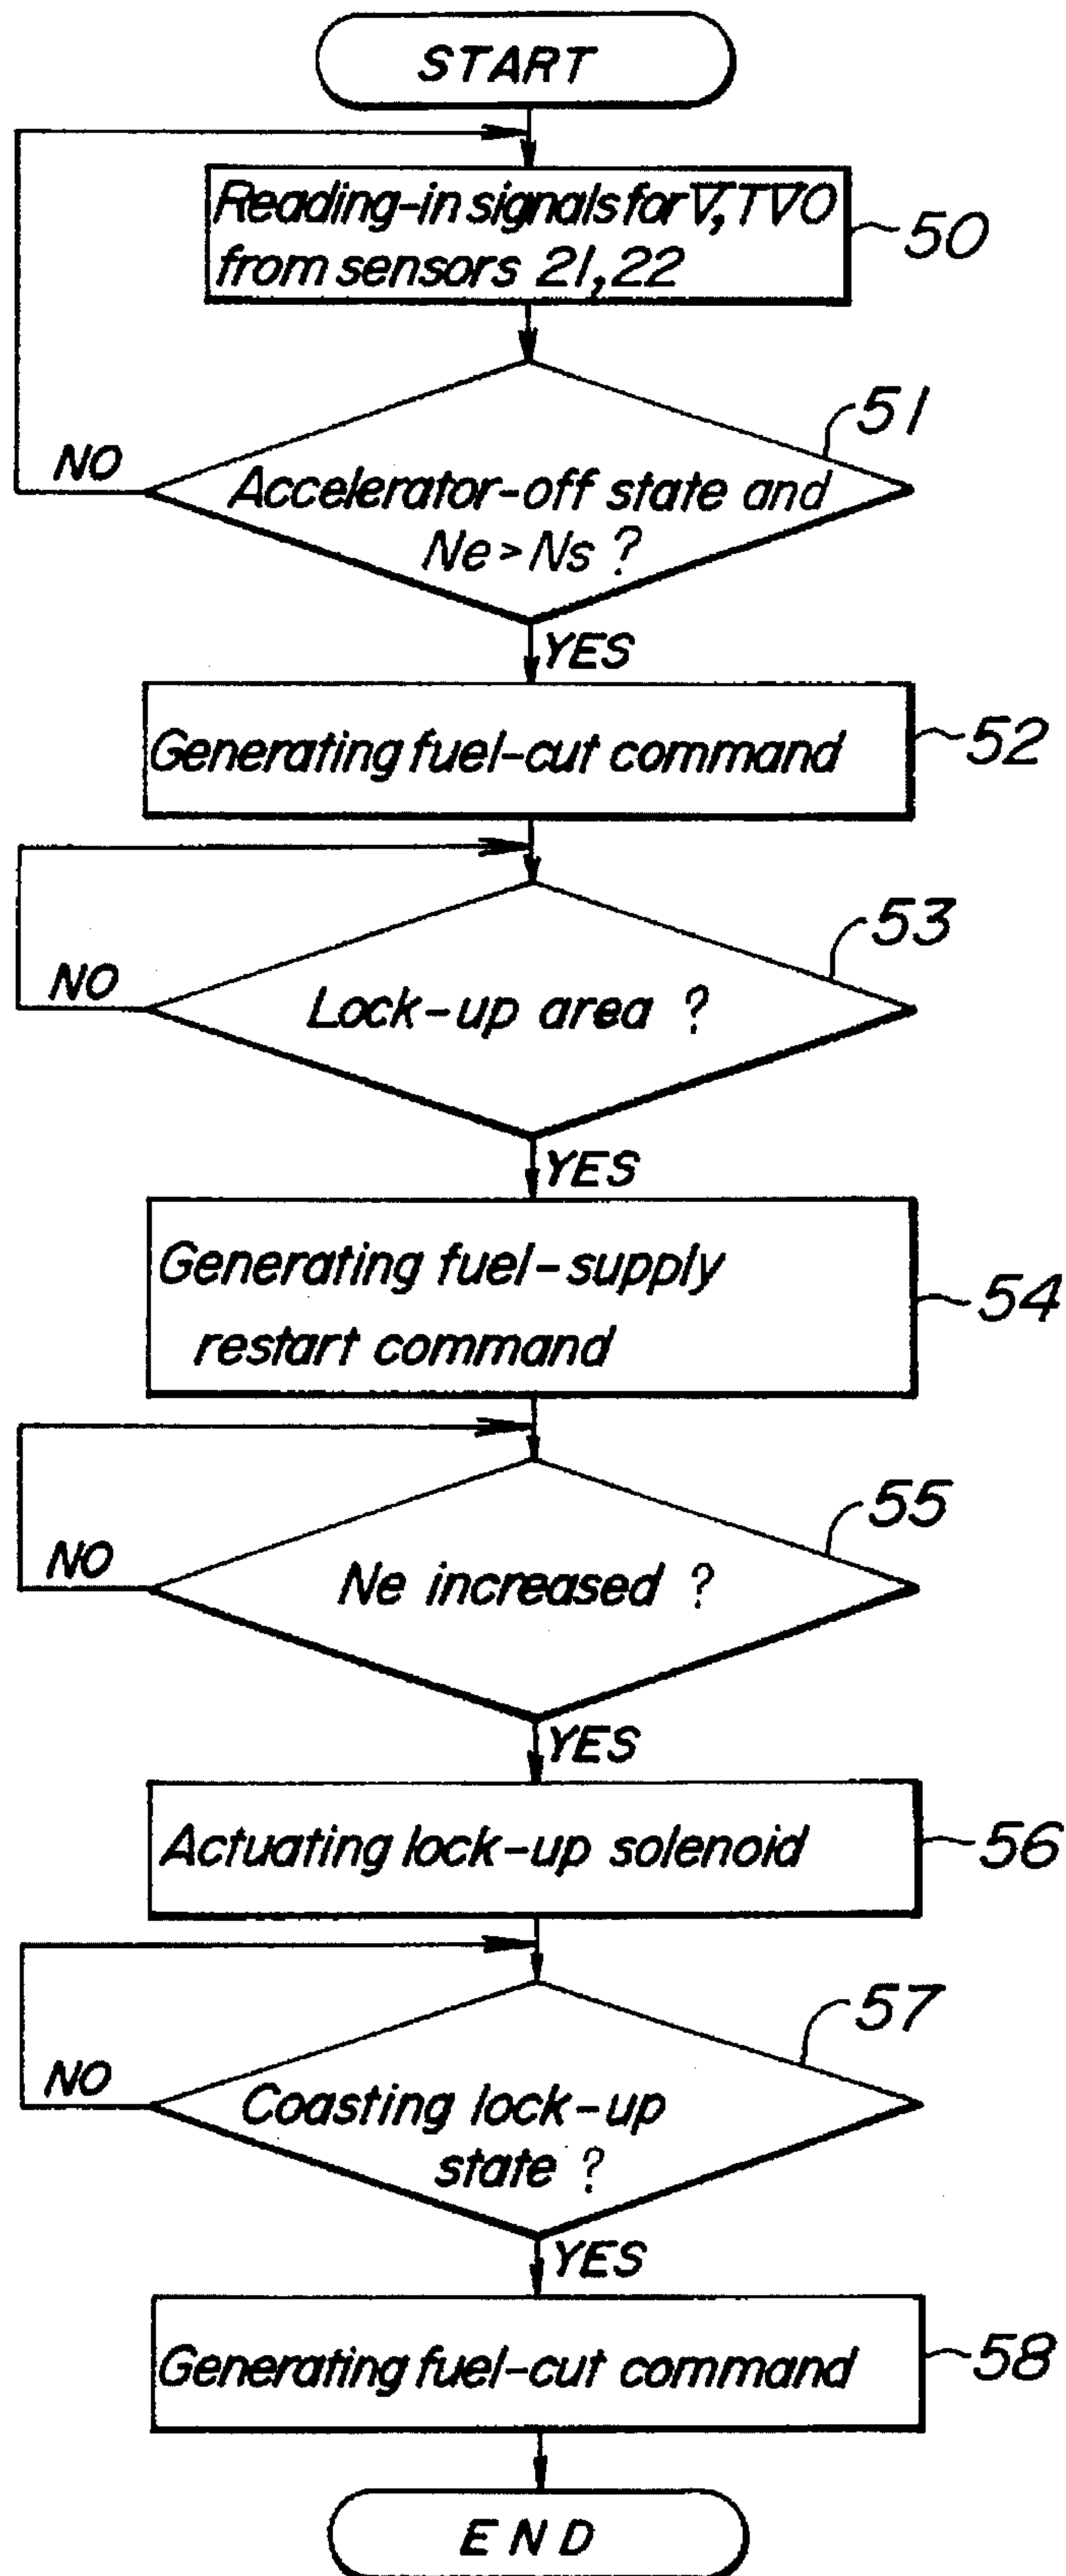 START
Reading-in signals for V, TVO
50
from sensors 21, 22
51
NO
Accelerator-off state and
Ne > Ns ?
YES
Generating fuel-cut command
52
53
NO
Lock-up area ?
YES
Generating fuel-supply
54
restart command
55
NO
Ne increased ?
YES
Actuating lock-up solenoid
56
57
NO
Coasting lock-up
state ?
YES
Generating fuel-cut command
58
END